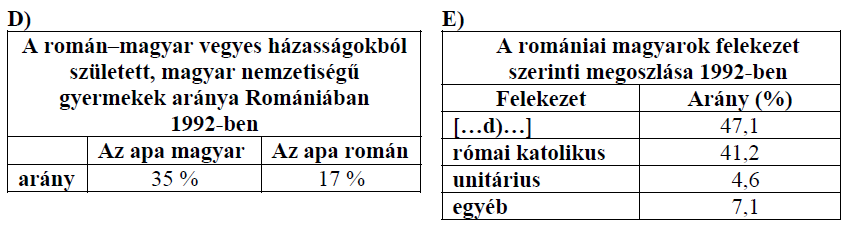 D)
A román–magyar vegyes házasságokból
született, magyar nemzetiségű
gyermekek aránya Romániában
1992-ben
Az apa magyar Az apa román
arány 35 % 17 %
E)
A romániai magyarok felekezet
szerinti megoszlása 1992-ben
Felekezet Arány (%)
[…d)…] 47,1
római katolikus 41,2
unitárius 4,6
egyéb 7,1